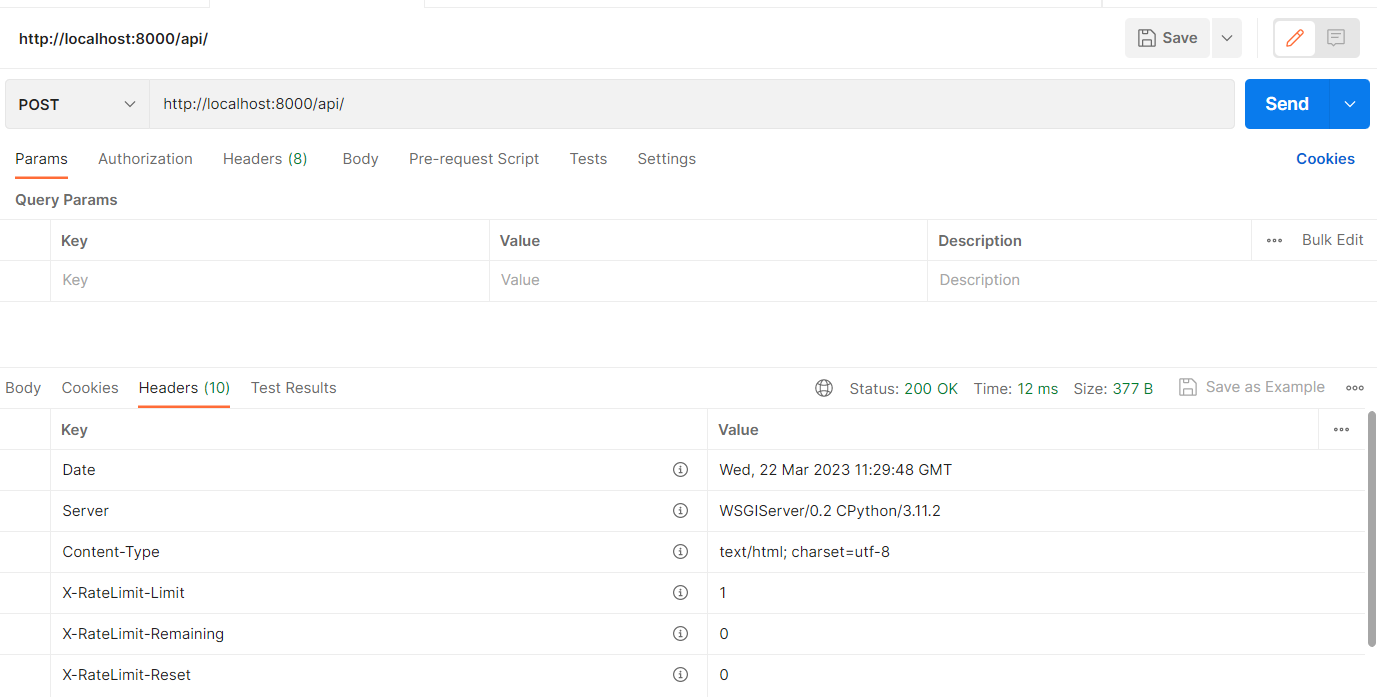 http://localhost:8000/api/ Save
POST http://localhost:8000/api/ Send
Params Authorization Headers (8) Body Pre-request Script Tests Settings Cookies
Query Params
Key Value Description Bulk Edit
Key Value Description
Body Cookies Headers (10) Test Results Status: 200 OK Time: 12 ms Size: 377 B Save as Example
Key Value
Date Wed, 22 Mar 2023 11:29:48 GMT
Server WSGIServer/0.2 CPython/3.11.2
Content-Type text/html; charset=utf-8
X-RateLimit-Limit 1
X-RateLimit-Remaining 0
X-RateLimit-Reset 0